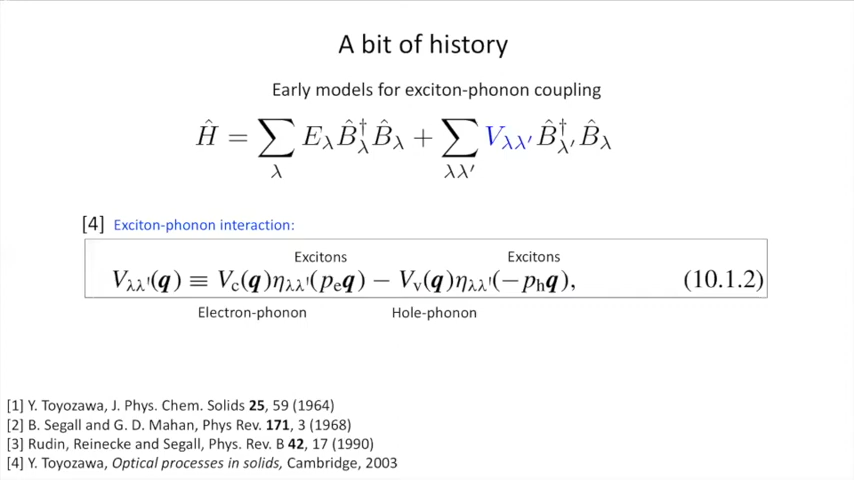 A bit of history
Early models for exciton-phonon coupling
Ĥ = ∑_λ E_λ B̂†_λ B̂_λ + ∑_λλ′ V_λλ′ B̂†_λ′ B̂_λ
[4] Exciton-phonon interaction:
Excitons Excitons
V_λλ′(q) ≡ V_c(q)η_λλ′(p_e q) − V_v(q)η_λλ′(−p_h q), (10.1.2)
Electron-phonon Hole-phonon
[1] Y. Toyozawa, J. Phys. Chem. Solids 25, 59 (1964)
[2] B. Segall and G. D. Mahan, Phys Rev. 171, 3 (1968)
[3] Rudin, Reinecke and Segall, Phys. Rev. B 42, 17 (1990)
[4] Y. Toyozawa, Optical processes in solids, Cambridge, 2003